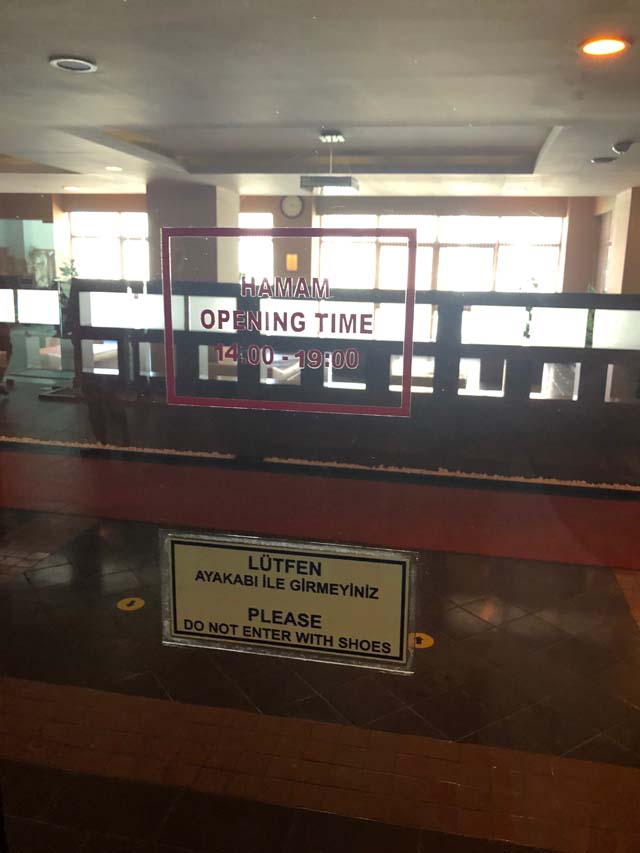 HAMAM
OPENING TIME
14:00 - 19:00
LÜTFEN
AYAKABI İLE GİRMEYİNİZ
PLEASE
DO NOT ENTER WITH SHOES